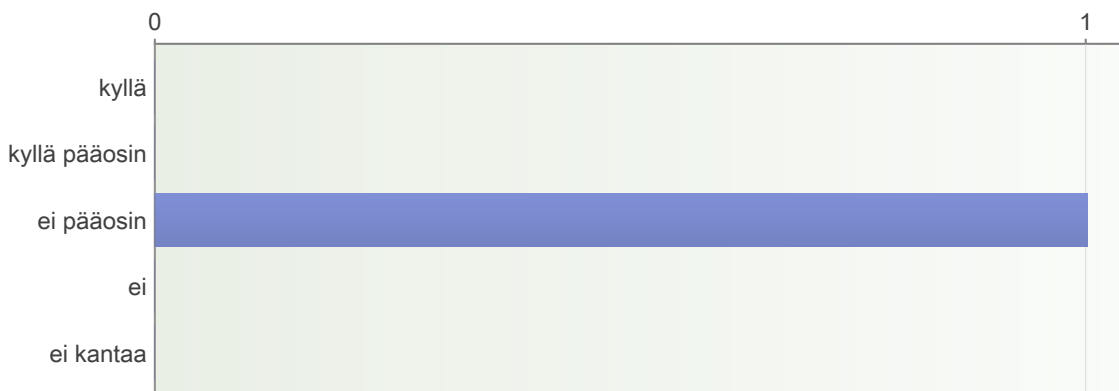 0 1
kyllä
kyllä pääosin
ei pääosin
ei
ei kantaa